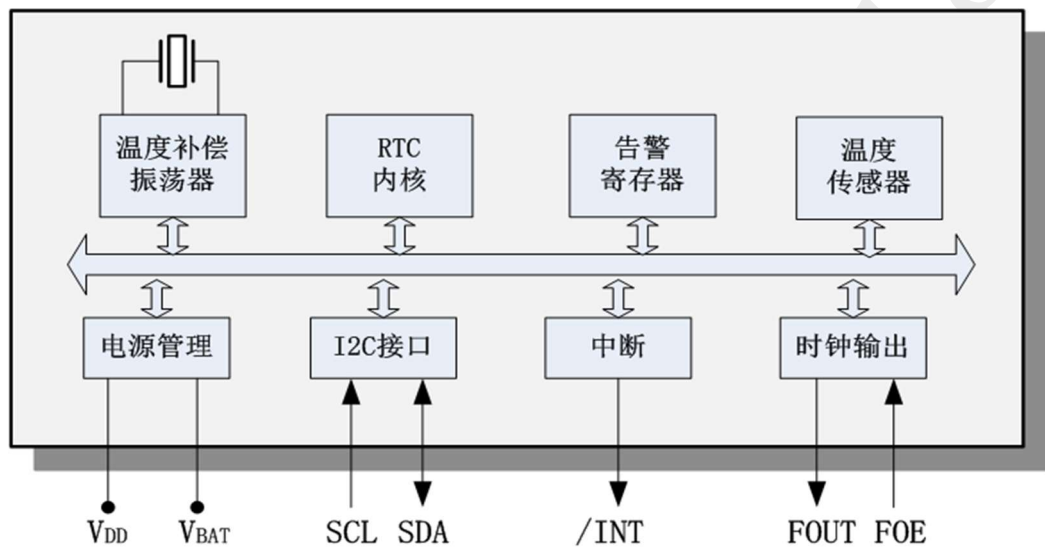 温度补偿
振荡器
RTC
内核
告警
寄存器
温度
传感器
电源管理
I2C接口
中断
时钟输出
VDD VBAT SCL SDA /INT FOUT FOE